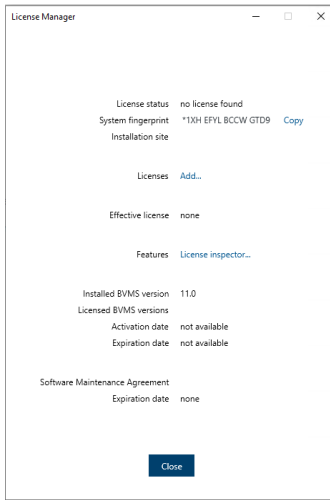 License Manager
License status no license found
System fingerprint *1XH EFYL BCCW GTD9 Copy
Installation site
Licenses Add...
Effective license none
Features License inspector...
Installed BVMS version 11.0
Licensed BVMS versions
Activation date not available
Expiration date not available
Software Maintenance Agreement
Expiration date none
Close